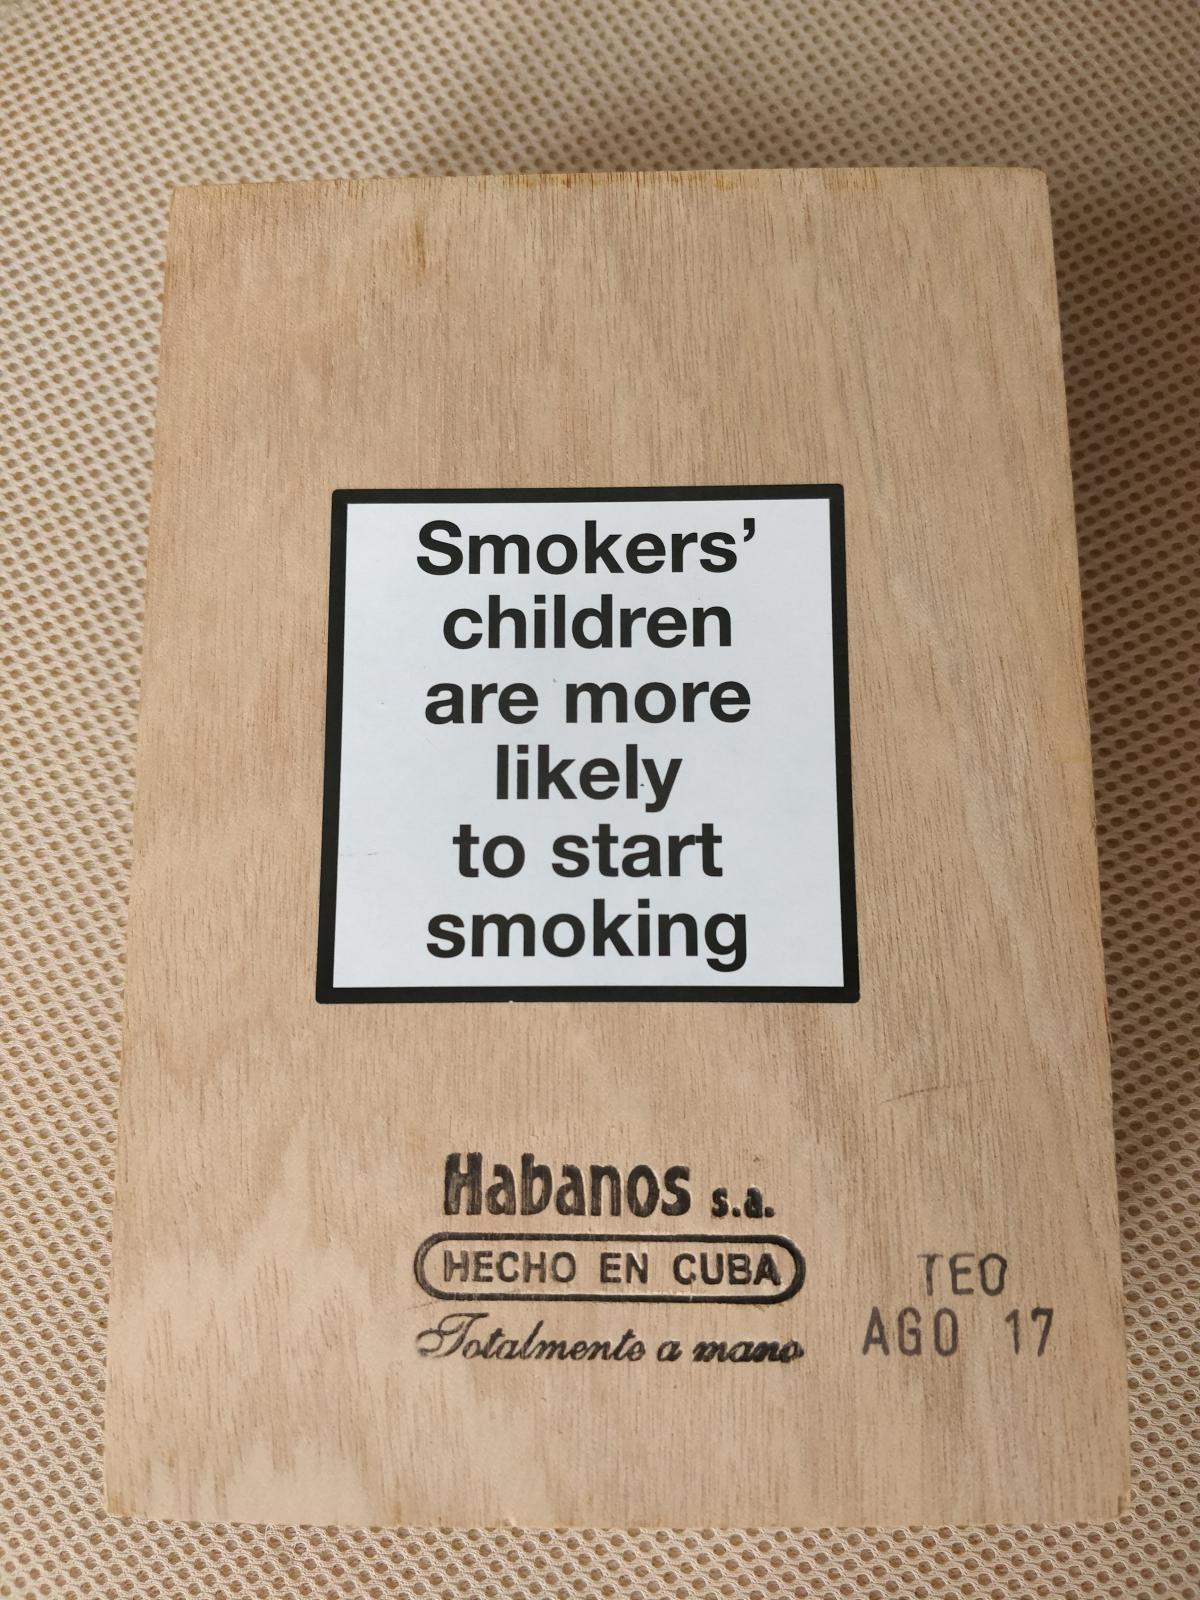 Smokers’
children
are more
likely
to start
smoking
Habanos s.a.
HECHO EN CUBA
Totalmente a mano
TEO
AGO 17